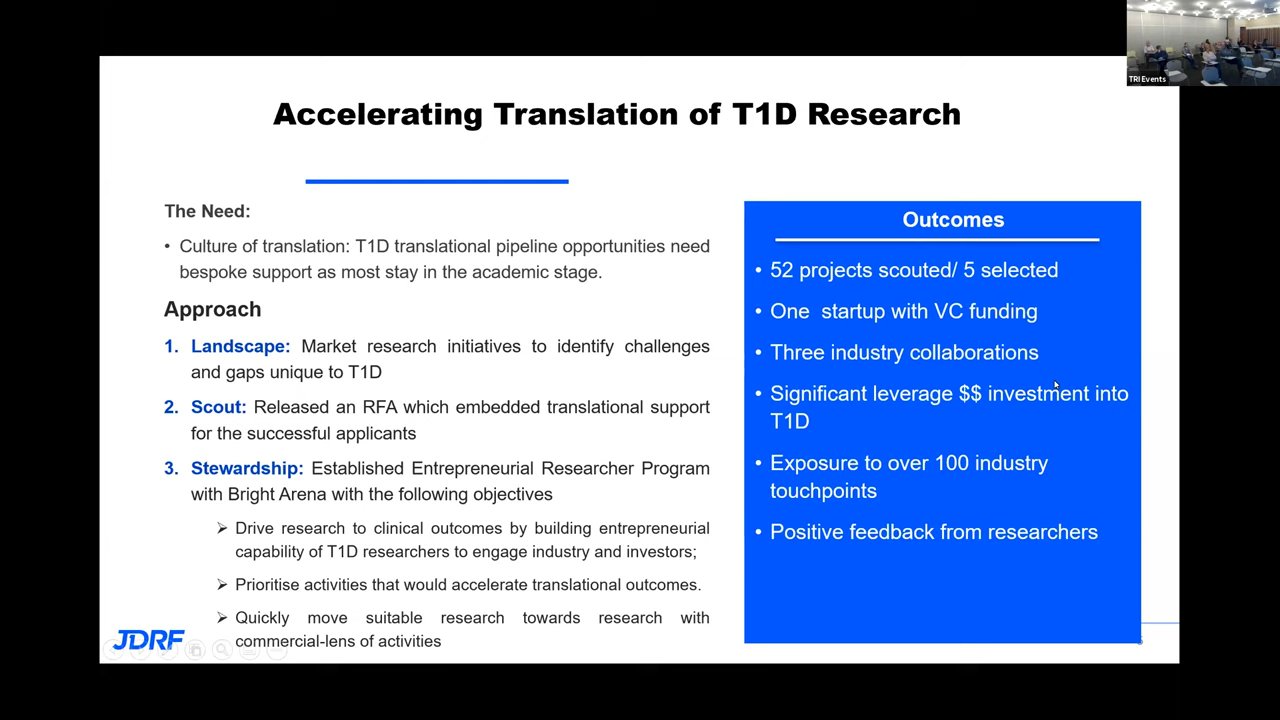 TRI Events
Accelerating Translation of T1D Research
The Need:
• Culture of translation: T1D translational pipeline opportunities need
bespoke support as most stay in the academic stage.
Approach
1. Landscape: Market research initiatives to identify challenges
and gaps unique to T1D
2. Scout: Released an RFA which embedded translational support
for the successful applicants
3. Stewardship: Established Entrepreneurial Researcher Program
with Bright Arena with the following objectives
➢ Drive research to clinical outcomes by building entrepreneurial
capability of T1D researchers to engage industry and investors;
➢ Prioritise activities that would accelerate translational outcomes.
➢ Quickly move suitable research towards research with
commercial-lens of activities
JDRF
Outcomes
• 52 projects scouted/ 5 selected
• One startup with VC funding
• Three industry collaborations
• Significant leverage $$ investment into
T1D
• Exposure to over 100 industry
touchpoints
• Positive feedback from researchers